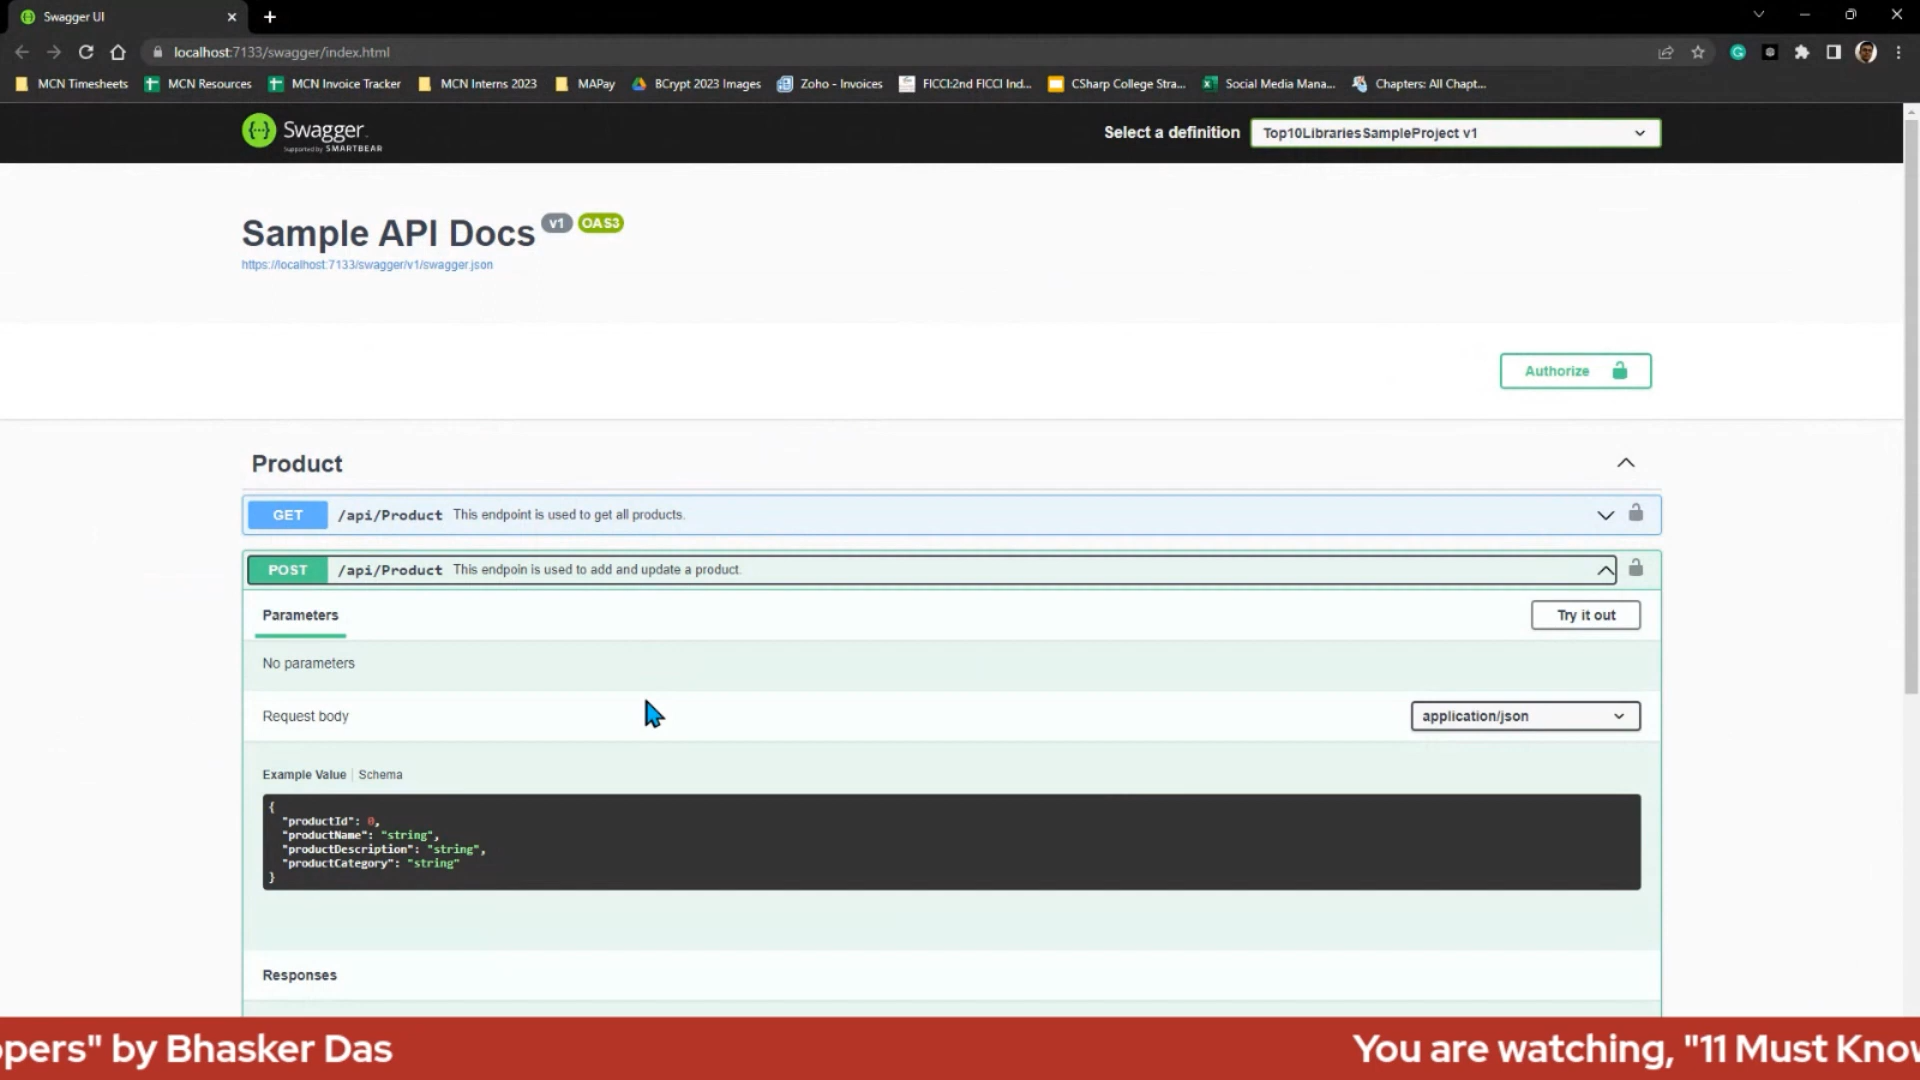 Swagger UI
localhost:7133/swagger/index.html
MCN Timesheets
MCN Resources
MCN Invoice Tracker
MCN Interns 2023
MAPay
BCrypt 2023 Images
Zoho - Invoices
FICCI:2nd FICCI Ind...
CSharp College Stra...
Social Media Mana...
Chapters: All Chapt...
Swagger.
Supported by SMARTBEAR
Select a definition
Top10LibrariesSampleProject v1
Sample API Docs v1 OAS3
https://localhost:7133/swagger/v1/swagger.json
Authorize
Product
GET /api/Product This endpoint is used to get all products.
POST /api/Product This endpoin is used to add and update a product.
Parameters
Try it out
No parameters
Request body
application/json
Example Value | Schema
{
"productId": 0,
"productName": "string",
"productDescription": "string",
"productCategory": "string"
}
Responses
opers" by Bhasker Das
You are watching, "11 Must Know